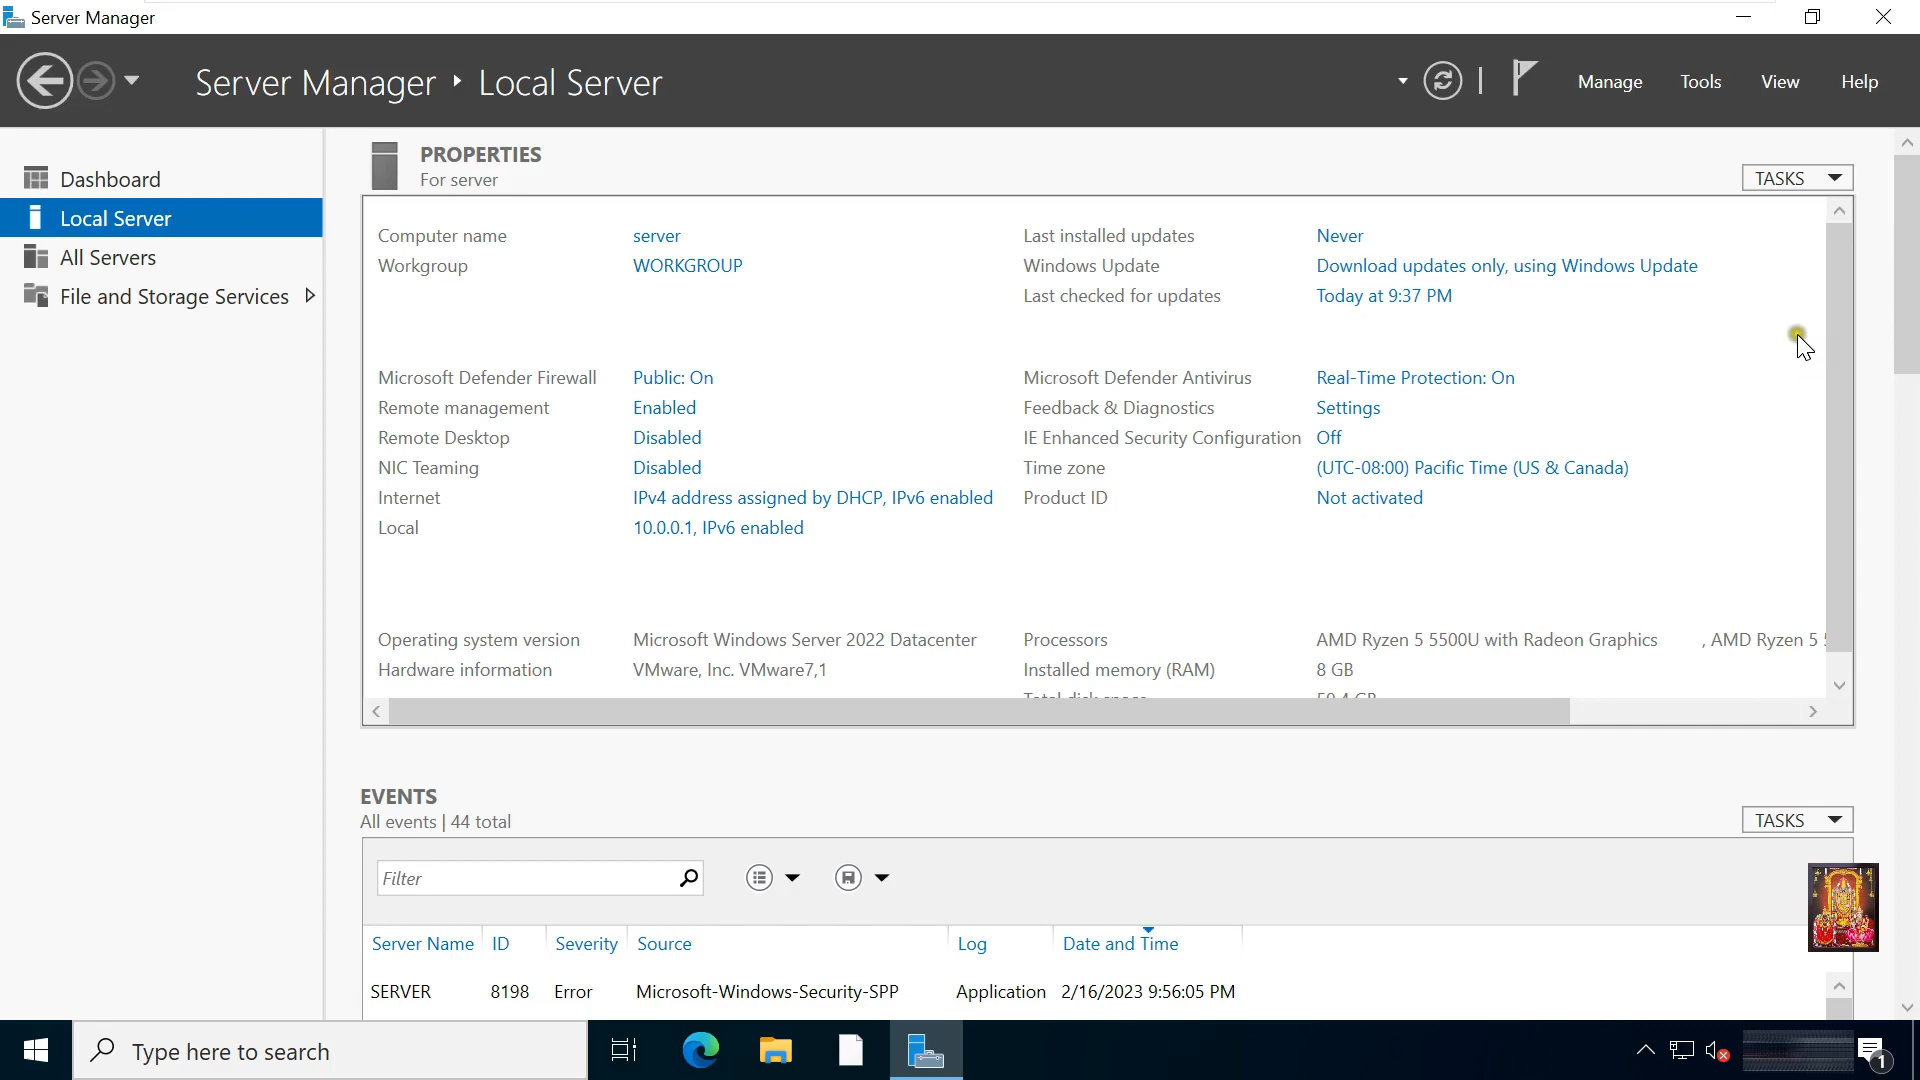 Server Manager
Server Manager Local Server
Manage Tools View Help
Dashboard
Local Server
All Servers
File and Storage Services
PROPERTIES
For server
TASKS
Computer name server Last installed updates Never
Workgroup WORKGROUP Windows Update Download updates only, using Windows Update
Last checked for updates Today at 9:37 PM
Microsoft Defender Firewall Public: On Microsoft Defender Antivirus Real-Time Protection: On
Remote management Enabled Feedback & Diagnostics Settings
Remote Desktop Disabled IE Enhanced Security Configuration Off
NIC Teaming Disabled Time zone (UTC-08:00) Pacific Time (US & Canada)
Internet IPv4 address assigned by DHCP, IPv6 enabled Product ID Not activated
Local 10.0.0.1, IPv6 enabled
Operating system version Microsoft Windows Server 2022 Datacenter Processors AMD Ryzen 5 5500U with Radeon Graphics , AMD Ryzen 5
Hardware information VMware, Inc. VMware7,1 Installed memory (RAM) 8 GB
EVENTS
All events | 44 total
TASKS
Filter
Server Name ID Severity Source Log Date and Time
SERVER 8198 Error Microsoft-Windows-Security-SPP Application 2/16/2023 9:56:05 PM
Type here to search
1